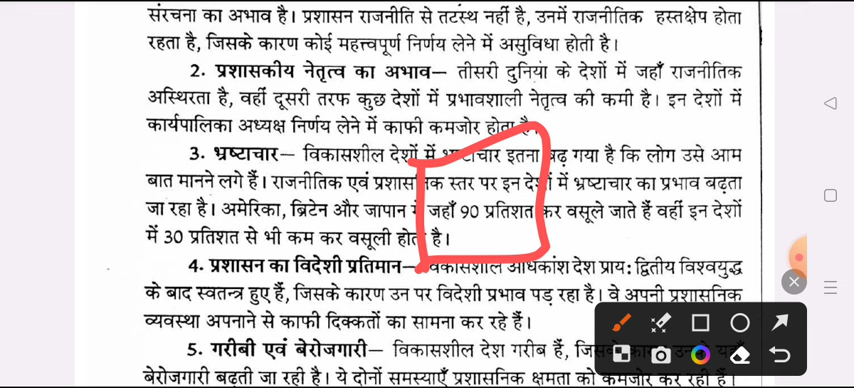 संरचना का अभाव है। प्रशासन राजनीति से तटस्थ नहीं है, उनमें राजनीतिक हस्तक्षेप होता
रहता है, जिसके कारण कोई महत्त्वपूर्ण निर्णय लेने में असुविधा होती है।
2. प्रशासकीय नेतृत्व का अभाव— तीसरी दुनिया के देशों में जहाँ राजनीतिक
अस्थिरता है, वहीं दूसरी तरफ कुछ देशों में प्रभावशाली नेतृत्व की कमी है। इन देशों में
कार्यपालिका अध्यक्ष निर्णय लेने में काफी कमजोर होता है।
3. भ्रष्टाचार— विकासशील देशों में भ्रष्टाचार इतना बढ़ गया है कि लोग उसे आम
बात मानने लगे हैं। राजनीतिक एवं प्रशासनिक स्तर पर इन देशों में भ्रष्टाचार का प्रभाव बढ़ता
जा रहा है। अमेरिका, ब्रिटेन और जापान में जहाँ 90 प्रतिशत कर वसूले जाते हैं वहीं इन देशों
में 30 प्रतिशत से भी कम कर वसूली होती है।
4. प्रशासन का विदेशी प्रतिमान— विकासशील अधिकांश देश प्राय: द्वितीय विश्वयुद्ध
के बाद स्वतन्त्र हुए हैं, जिसके कारण उन पर विदेशी प्रभाव पड़ रहा है। वे अपनी प्रशासनिक
व्यवस्था अपनाने से काफी दिक्कतों का सामना कर रहे हैं।
5. गरीबी एवं बेरोजगारी— विकासशील देश गरीब हैं,
बेरोजगारी बढ़ती जा रही है। ये दोनों समस्याएँ प्रशासनिक क्षमता को कमजोर कर रही हैं।